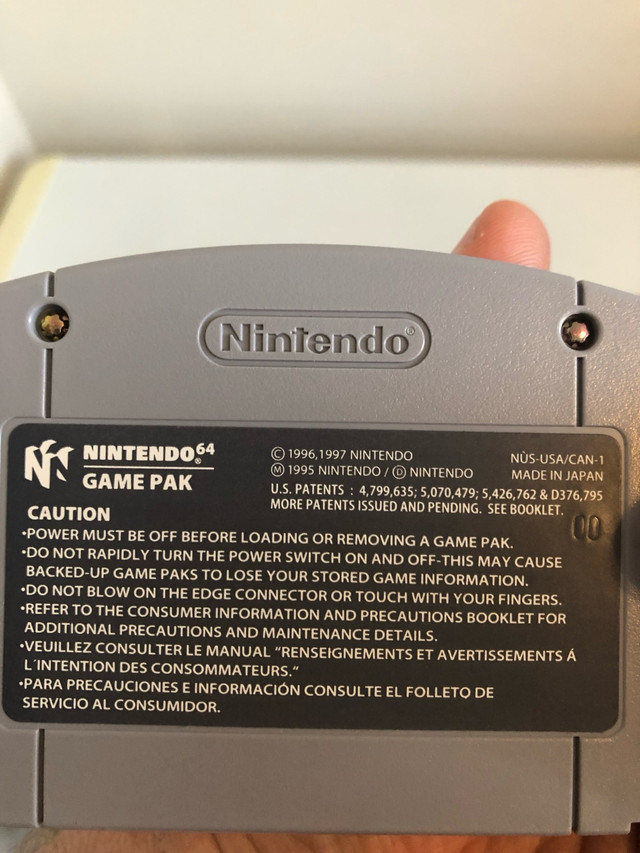 Nintendo®
NINTENDO⁶⁴®
GAME PAK
© 1996,1997 NINTENDO
Ⓜ 1995 NINTENDO / Ⓓ NINTENDO
NÙS-USA/CAN-1
MADE IN JAPAN
U.S. PATENTS : 4,799,635; 5,070,479; 5,426,762 & D376,795
MORE PATENTS ISSUED AND PENDING. SEE BOOKLET.
00
CAUTION
•POWER MUST BE OFF BEFORE LOADING OR REMOVING A GAME PAK.
•DO NOT RAPIDLY TURN THE POWER SWITCH ON AND OFF-THIS MAY CAUSE
BACKED-UP GAME PAKS TO LOSE YOUR STORED GAME INFORMATION.
•DO NOT BLOW ON THE EDGE CONNECTOR OR TOUCH WITH YOUR FINGERS.
•REFER TO THE CONSUMER INFORMATION AND PRECAUTIONS BOOKLET FOR
ADDITIONAL PRECAUTIONS AND MAINTENANCE DETAILS.
•VEUILLEZ CONSULTER LE MANUAL "RENSEIGNEMENTS ET AVERTISSEMENTS Á
L'INTENTION DES CONSOMMATEURS."
•PARA PRECAUCIONES E INFORMACIÓN CONSULTE EL FOLLETO DE
SERVICIO AL CONSUMIDOR.